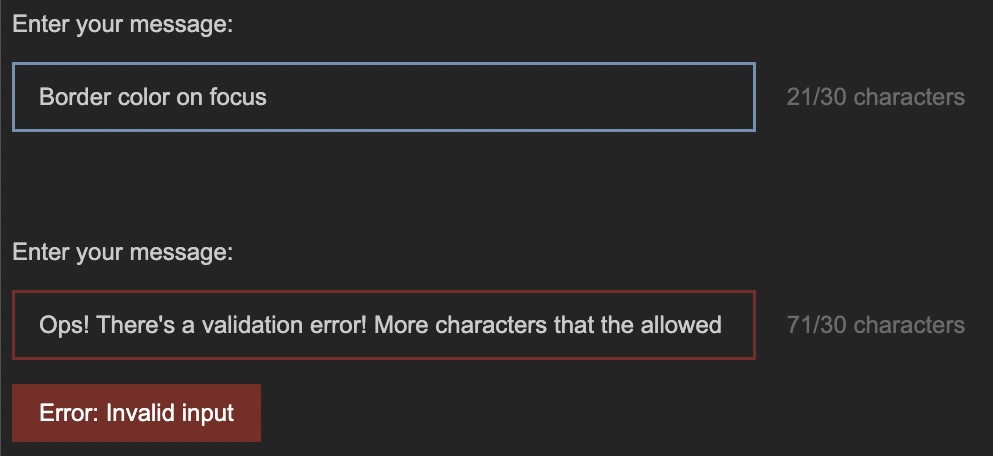 Enter your message:
Border color on focus
21/30 characters
Enter your message:
Ops! There's a validation error! More characters that the allowed
71/30 characters
Error: Invalid input